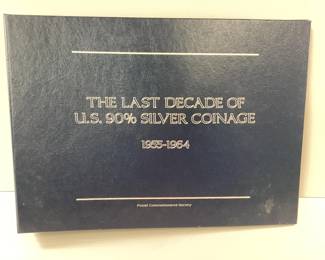 THE LAST DECADE OF
U.S. 90% SILVER COINAGE
1955-1964
Postal Commemorative Society